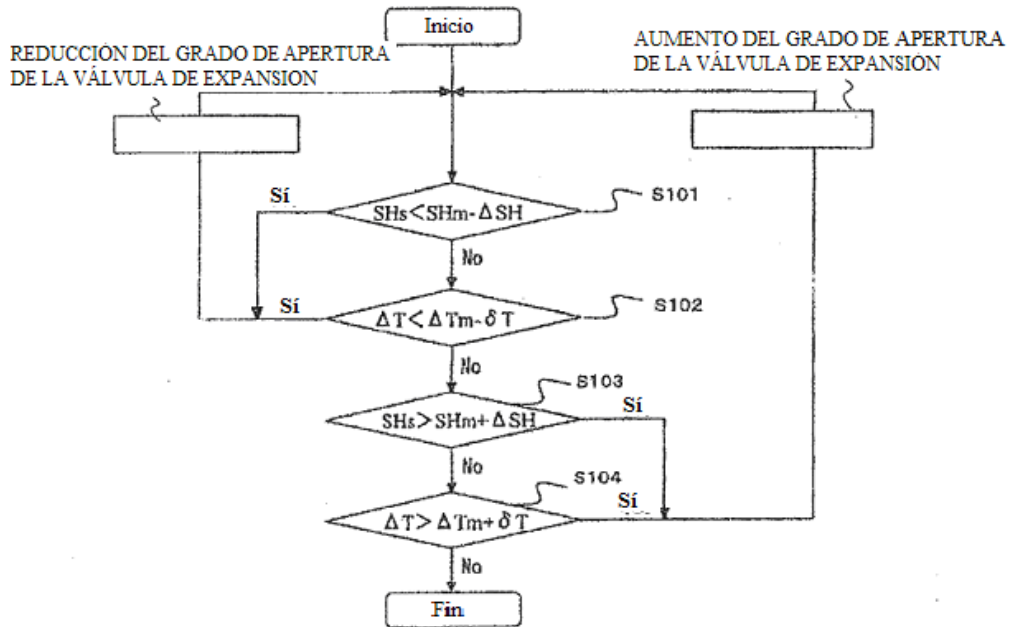 Inicio
REDUCCIÓN DEL GRADO DE APERTURA
DE LA VÁLVULA DE EXPANSIÓN
AUMENTO DEL GRADO DE APERTURA
DE LA VÁLVULA DE EXPANSIÓN
Sí
SHs<SHm-ΔSH
S101
No
Sí
ΔT<ΔTm-δT
S102
No
S103
SHs>SHm+ΔSH
Sí
No
S104
ΔT>ΔTm+δT
Sí
No
Fin